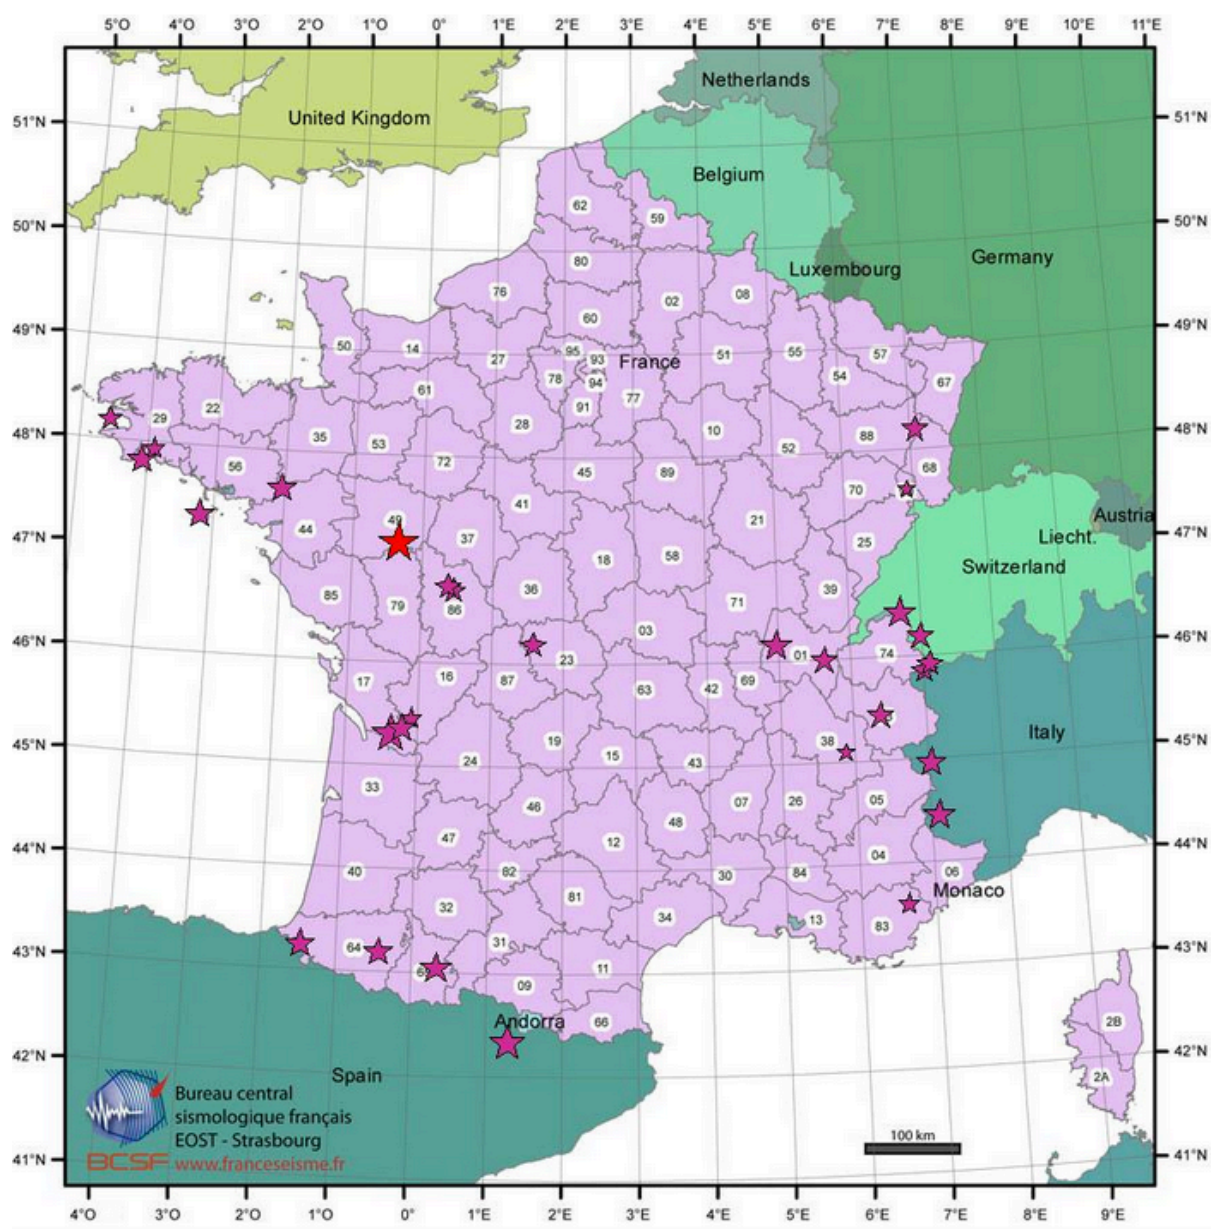 5°O 4°O 3°O 2°O 1°O 0° 1°E 2°E 3°E 4°E 5°E 6°E 7°E 8°E 9°E 10°E 11°E
Netherlands
51°N United Kingdom 51°N
Belgium
62
59
50°N 50°N
80 Germany
Luxembourg
76 02 08
60
49°N 49°N
50 14 27 95 93 France 51 55 57
61 78 94 54 67
77
91
29 22 28 10 88
48°N 35 53 52 48°N
72 45 89 68
56 70
41
49 21 Austria
47°N 44 37 25 Liecht. 47°N
18 58 Switzerland
85 79 86 36 71 39
03
46°N 46°N
23 01 74
17 16 87 63 42 69
45°N 19 38 Italy 45°N
24 15 43
33 46 07 26 05
48
47 12
44°N 04 44°N
40 82 30 84 06
81 Monaco
32 34 13 83
43°N 64 31 43°N
11
09
Andorra 66 2B
42°N 42°N
Spain 2A
Bureau central
sismologique français
EOST - Strasbourg 100 km
BCSF www.franceseisme.fr
41°N 41°N
4°O 3°O 2°O 1°O 0° 1°E 2°E 3°E 4°E 5°E 6°E 7°E 8°E 9°E